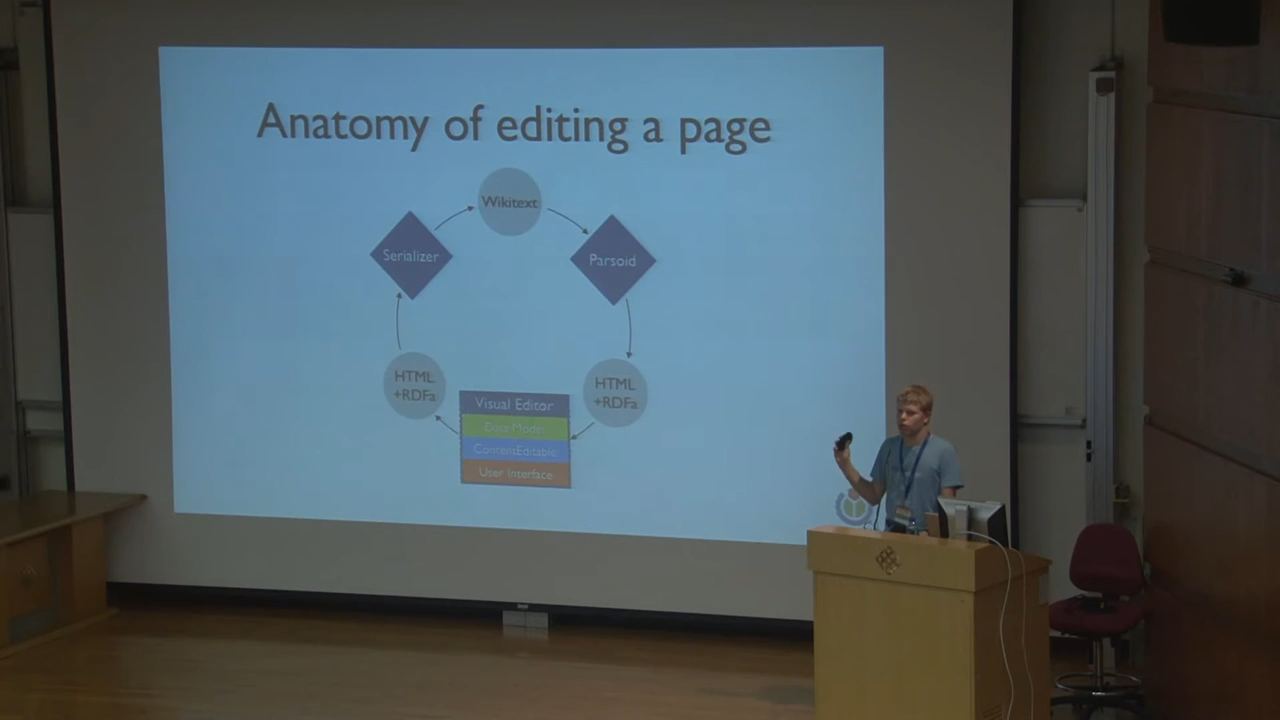 Anatomy of editing a page
Wikitext
Serializer
Parsoid
HTML
+RDFa
HTML
+RDFa
Visual Editor
Data Model
ContentEditable
User Interface